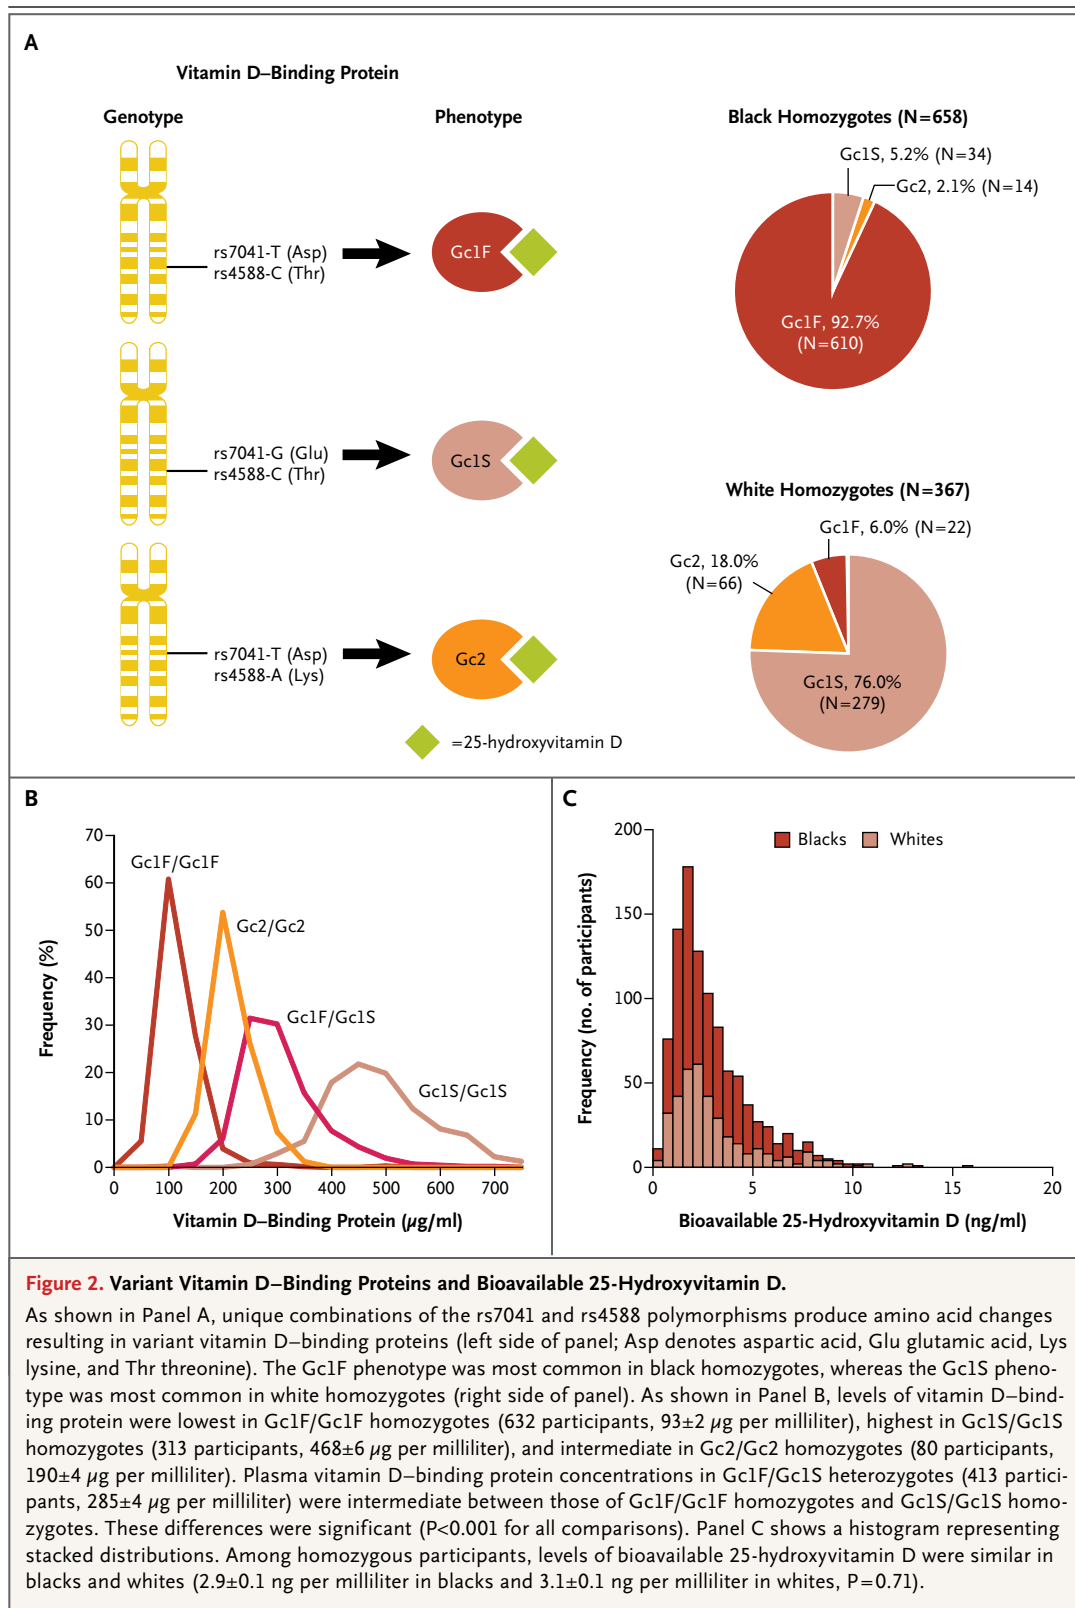 A
Vitamin D–Binding Protein
Genotype
Phenotype
rs7041-T (Asp)
rs4588-C (Thr)
Gc1F
rs7041-G (Glu)
rs4588-C (Thr)
Gc1S
rs7041-T (Asp)
rs4588-A (Lys)
Gc2
=25-hydroxyvitamin D
Black Homozygotes (N=658)
Gc1S, 5.2% (N=34)
Gc2, 2.1% (N=14)
Gc1F, 92.7%
(N=610)
White Homozygotes (N=367)
Gc1F, 6.0% (N=22)
Gc2, 18.0%
(N=66)
Gc1S, 76.0%
(N=279)
B
Frequency (%)
70
60
50
40
30
20
10
0
Gc1F/Gc1F
Gc2/Gc2
Gc1F/Gc1S
Gc1S/Gc1S
0 100 200 300 400 500 600 700
Vitamin D–Binding Protein (µg/ml)
C
Frequency (no. of participants)
200
150
100
50
0
Blacks Whites
0 5 10 15 20
Bioavailable 25-Hydroxyvitamin D (ng/ml)
Figure 2. Variant Vitamin D–Binding Proteins and Bioavailable 25-Hydroxyvitamin D.
As shown in Panel A, unique combinations of the rs7041 and rs4588 polymorphisms produce amino acid changes
resulting in variant vitamin D–binding proteins (left side of panel; Asp denotes aspartic acid, Glu glutamic acid, Lys
lysine, and Thr threonine). The Gc1F phenotype was most common in black homozygotes, whereas the Gc1S pheno-
type was most common in white homozygotes (right side of panel). As shown in Panel B, levels of vitamin D–bind-
ing protein were lowest in Gc1F/Gc1F homozygotes (632 participants, 93±2 µg per milliliter), highest in Gc1S/Gc1S
homozygotes (313 participants, 468±6 µg per milliliter), and intermediate in Gc2/Gc2 homozygotes (80 participants,
190±4 µg per milliliter). Plasma vitamin D–binding protein concentrations in Gc1F/Gc1S heterozygotes (413 partici-
pants, 285±4 µg per milliliter) were intermediate between those of Gc1F/Gc1F homozygotes and Gc1S/Gc1S homo-
zygotes. These differences were significant (P<0.001 for all comparisons). Panel C shows a histogram representing
stacked distributions. Among homozygous participants, levels of bioavailable 25-hydroxyvitamin D were similar in
blacks and whites (2.9±0.1 ng per milliliter in blacks and 3.1±0.1 ng per milliliter in whites, P=0.71).